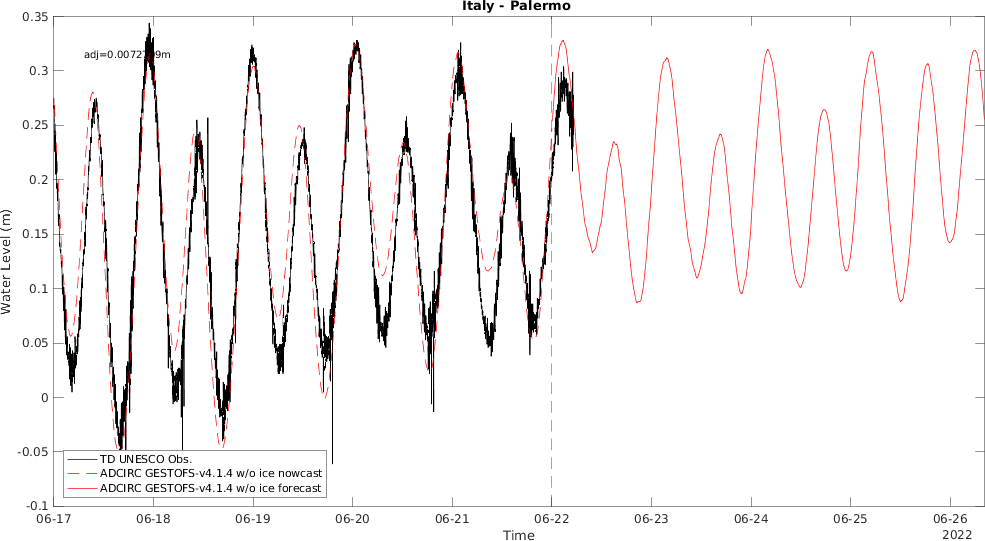 Italy - Palermo
0.35
0.3
0.25
0.2
0.15
0.1
0.05
0
-0.05
-0.1
Water Level (m)
TD UNESCO Obs.
ADCIRC GESTOFS-v4.1.4 w/o ice nowcast
ADCIRC GESTOFS-v4.1.4 w/o ice forecast
06-17 06-18 06-19 06-20 06-21 06-22 06-23 06-24 06-25 06-26
Time
2022